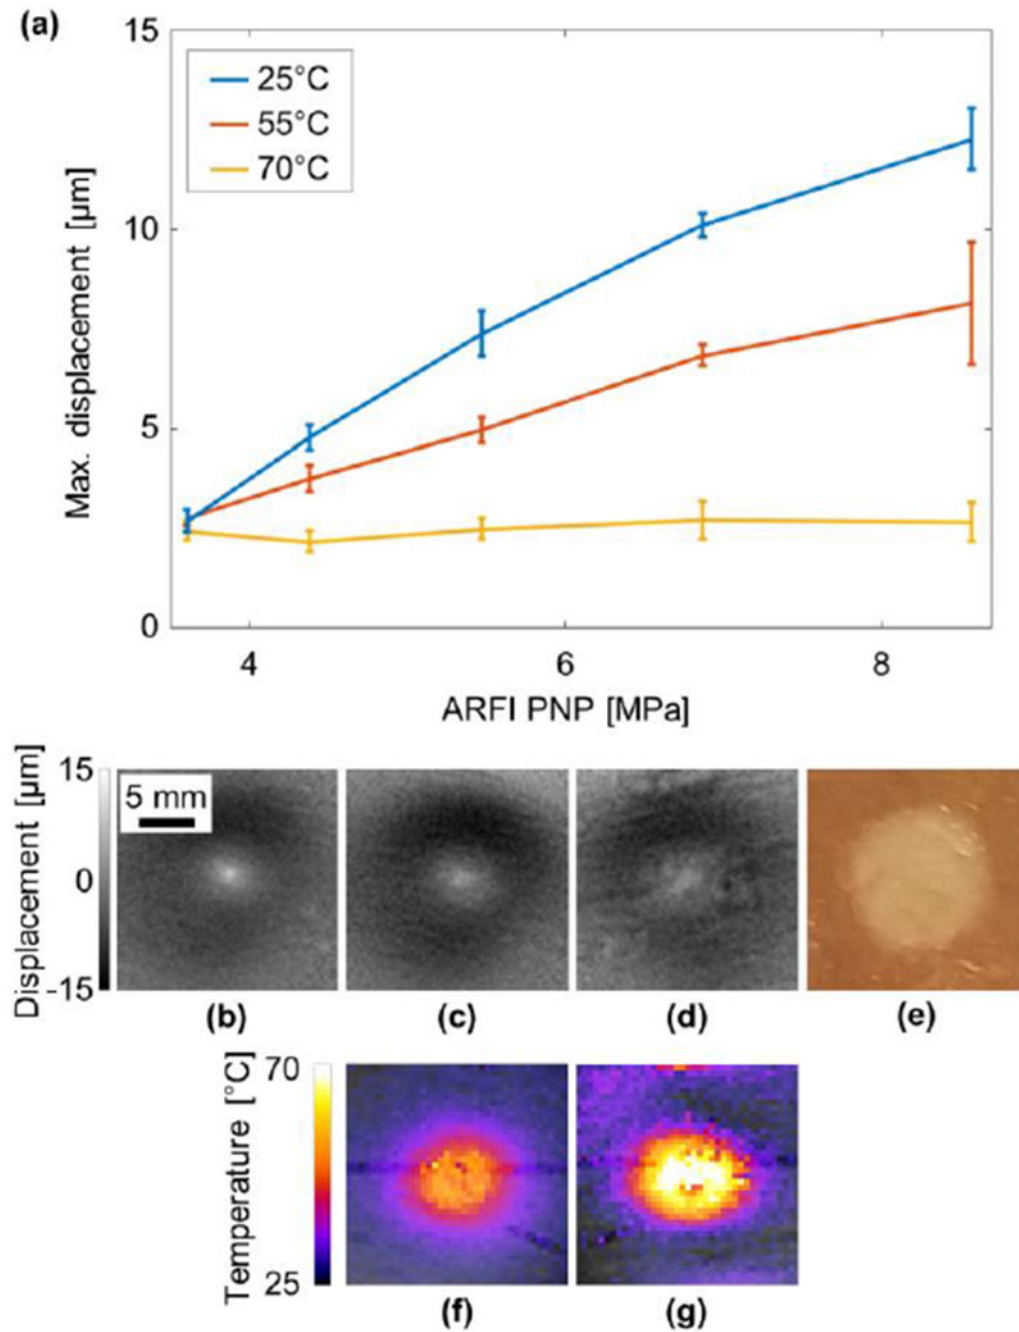 (a)
15
10
5
0
Max. displacement [µm]
25°C
55°C
70°C
4
6
8
ARFI PNP [MPa]
Displacement [µm]
15
0
-15
5 mm
(b)
(c)
(d)
(e)
Temperature [°C]
70
25
(f)
(g)